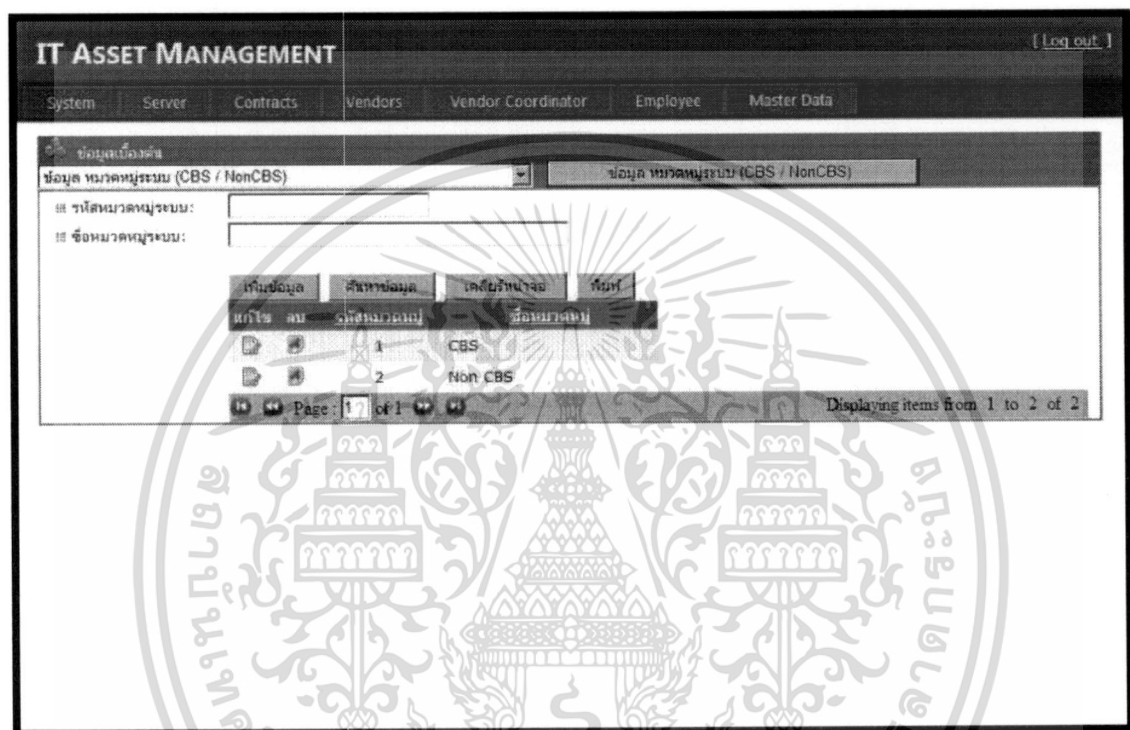 IT ASSET MANAGEMENT
[ Log out ]
System Server Contracts Vendors Vendor Coordinator Employee Master Data
ข้อมูลเบื้องต้น
ข้อมูล หมวดหมู่ระบบ (CBS / NonCBS) ข้อมูล หมวดหมู่ระบบ (CBS / NonCBS)
รหัสหมวดหมู่ระบบ:
ชื่อหมวดหมู่ระบบ:
เพิ่มข้อมูล ค้นหาข้อมูล เคลียร์หน้าจอ พิมพ์
แก้ไข ลบ รหัสหมวดหมู่ ชื่อหมวดหมู่
1 CBS
2 Non CBS
Page : 1 of 1 Displaying items from 1 to 2 of 2